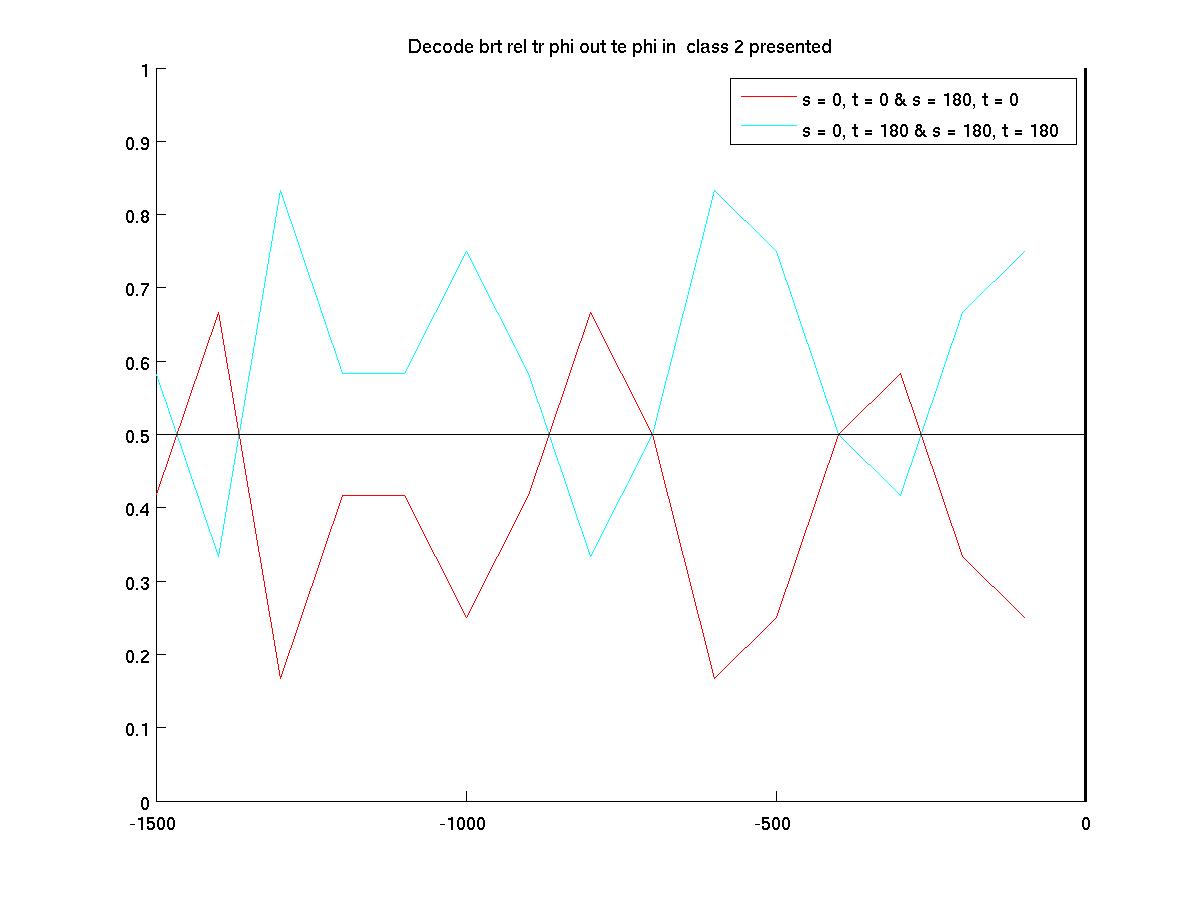 Decode brt rel tr phi out te phi in  class 2 presented
1
s = 0, t = 0 & s = 180, t = 0
s = 0, t = 180 & s = 180, t = 180
0.9
0.8
0.7
0.6
0.5
0.4
0.3
0.2
0.1
0
-1500 -1000 -500 0